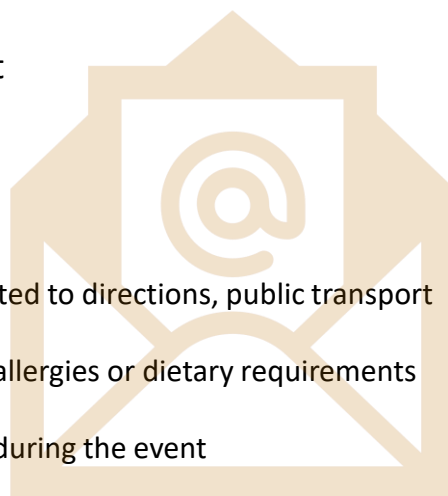 t
ted to directions, public transport
allergies or dietary requirements
during the event